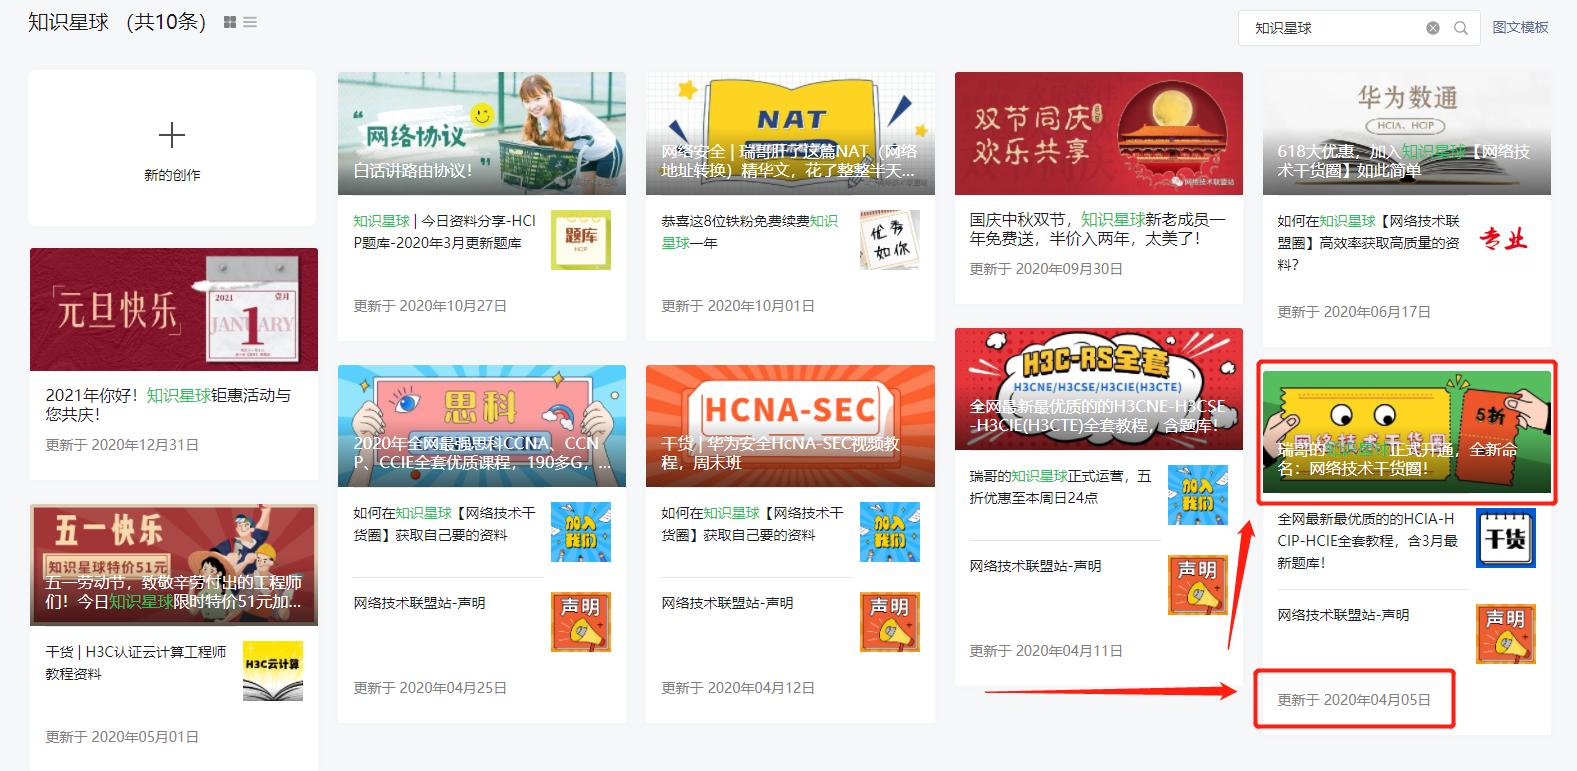 知识星球 （共10条）
知识星球
图文模板
新的创作
元旦快乐
2021
壹月
JANUARY
1
2021年你好！知识星球钜惠活动与
您共庆！
更新于 2020年12月31日
五一快乐
知识星球特价51元
五一劳动节，致敬辛劳付出的工程师
们！今日知识星球限时特价51元加...
干货 | H3C认证云计算工程师
教程资料
H3C云计算
更新于 2020年05月01日
网络协议
白话讲路由协议！
知识星球 | 今日资料分享-HCI
P题库-2020年3月更新题库
题库
HCIP
更新于 2020年10月27日
思科
2020年全网最强思科CCNA、CCN
P、CCIE全套优质课程，190多G，...
如何在知识星球【网络技术干
货圈】获取自己要的资料
加入
我们
网络技术联盟站-声明
声明
更新于 2020年04月25日
NAT
网络安全 | 瑞哥肝了这篇NAT（网络
地址转换）精华文，花了整整半天...
恭喜这8位铁粉免费续费知识
星球一年
优秀
如你
更新于 2020年10月01日
HCNA-SEC
干货 | 华为安全HcNA-SEC视频教
程，周末班
如何在知识星球【网络技术干
货圈】获取自己要的资料
加入
我们
网络技术联盟站-声明
声明
更新于 2020年04月12日
双节同庆
欢乐共享
网络技术联盟站
国庆中秋双节，知识星球新老成员一
年免费送，半价入两年，太美了！
更新于 2020年09月30日
H3C-RS全套
H3CNE/H3CSE/H3CIE(H3CTE)
全网最新最优质的的H3CNE-H3CSE
-H3CIE(H3CTE)全套教程，含题库！
瑞哥的知识星球正式运营，五
折优惠至本周日24点
加入
我们
网络技术联盟站-声明
声明
更新于 2020年04月11日
华为数通
HCIA、HCIP
618大优惠，加入知识星球【网络技
术干货圈】如此简单
如何在知识星球【网络技术联
盟圈】高效率获取高质量的资
料？
专业
更新于 2020年06月17日
5折
网络技术干货圈
瑞哥的知识星球正式开通，全新命
名：网络技术干货圈！
全网最新最优质的的HCIA-H
CIP-HCIE全套教程，含3月最
新题库！
干货
网络技术联盟站-声明
声明
更新于 2020年04月05日